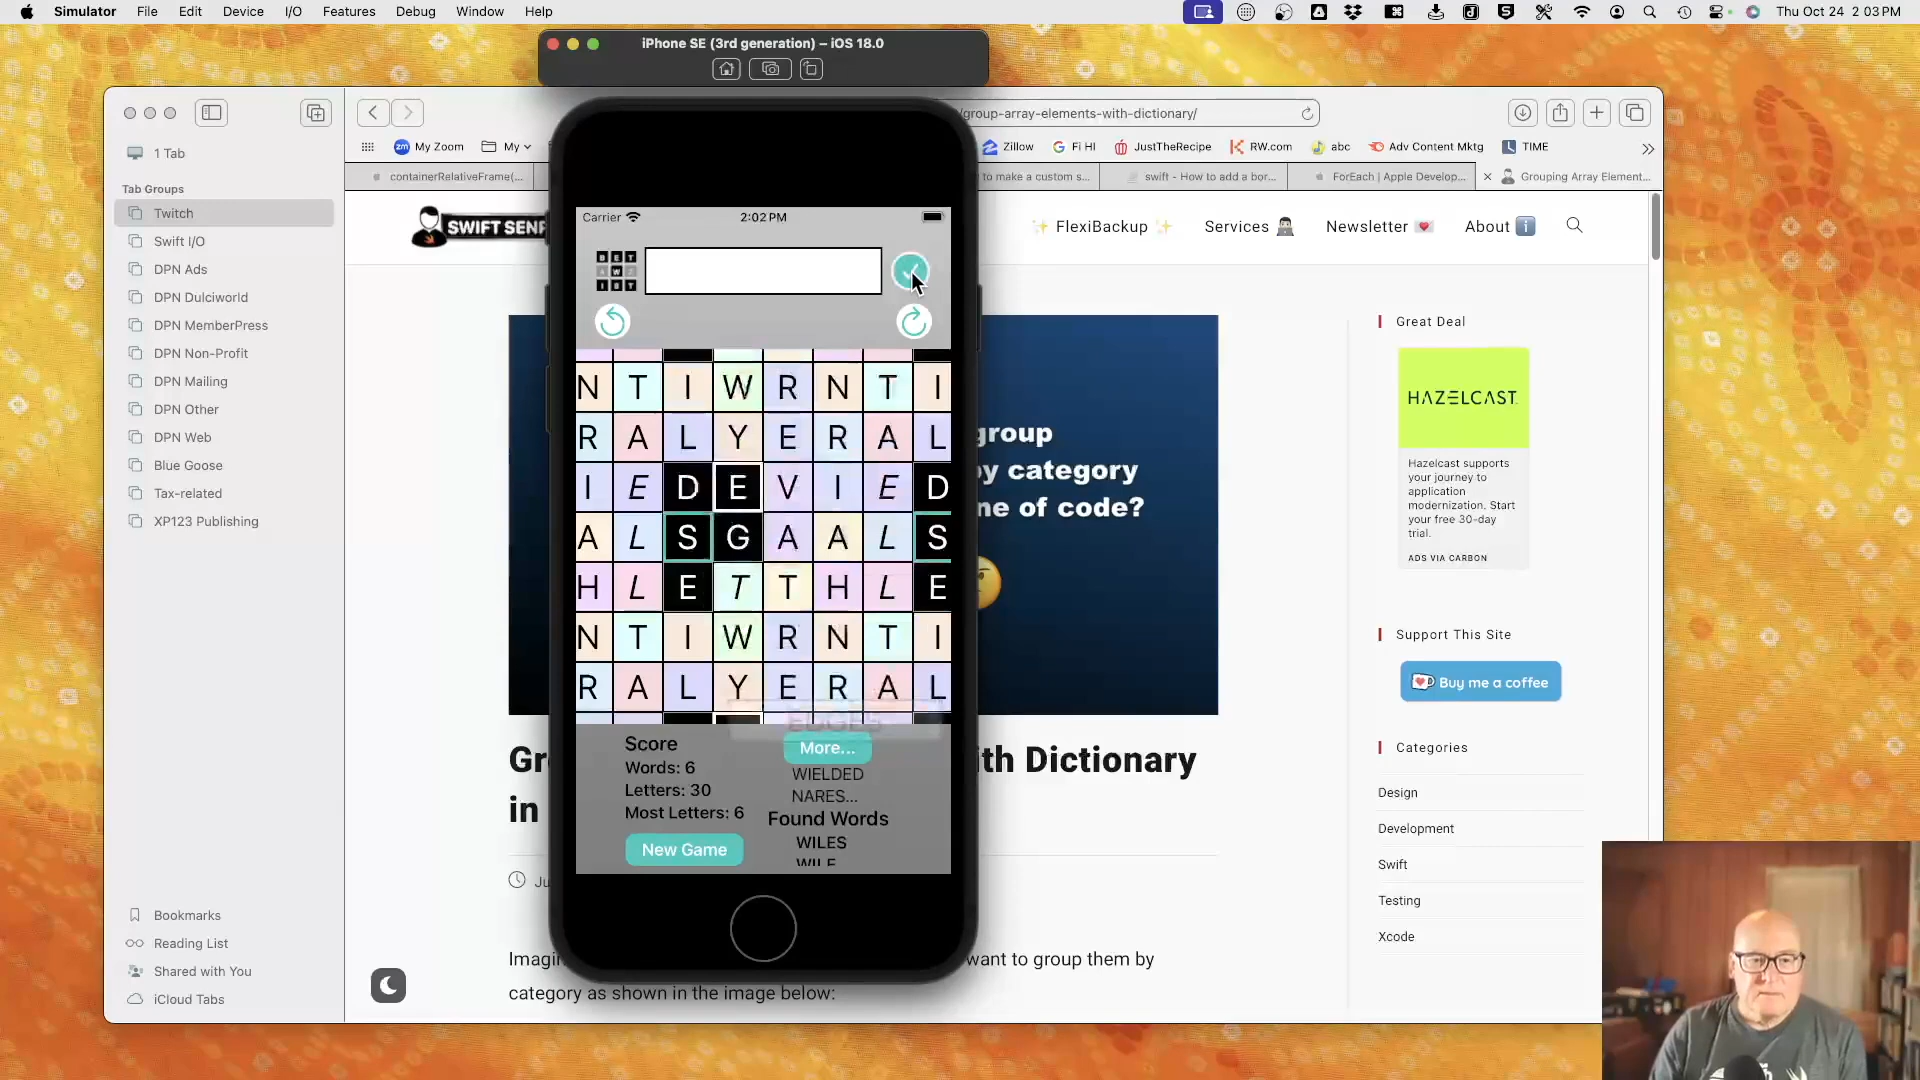 Simulator File Edit Device I/O Features Debug Window Help Thu Oct 24 2 03 PM
iPhone SE (3rd generation) – iOS 18.0
/group-array-elements-with-dictionary/
1 Tab
My Zoom My Zillow Fi HI JustTheRecipe RW.com abc Adv Content Mktg TIME
Tab Groups
containerRelativeFrame(... to make a custom s... swift - How to add a bor... ForEach | Apple Develop... Grouping Array Element...
Twitch
Swift I/O
DPN Ads
DPN Dulciworld
DPN MemberPress
DPN Non-Profit
DPN Mailing
DPN Other
DPN Web
Blue Goose
Tax-related
XP123 Publishing
Bookmarks
Reading List
Shared with You
iCloud Tabs
SWIFT SEN
FlexiBackup Services Newsletter About
Carrier 2:02 PM
BET
AWZ
IST
N T I W R N T I
R A L Y E R A L
I E D E V I E D
A L S G A A L S
H L E T T H L E
N T I W R N T I
R A L Y E R A L
EDGES
Score
Words: 6
Letters: 30
Most Letters: 6
New Game
More...
WIELDED
NARES...
Found Words
WILES
WILE
group
by category
ne of code?
Gr ith Dictionary
in
Ju
Imagin want to group them by
category as shown in the image below:
Great Deal
HAZELCAST
Hazelcast supports
your journey to
application
modernization. Start
your free 30-day
trial.
ADS VIA CARBON
Support This Site
Buy me a coffee
Categories
Design
Development
Swift
Testing
Xcode